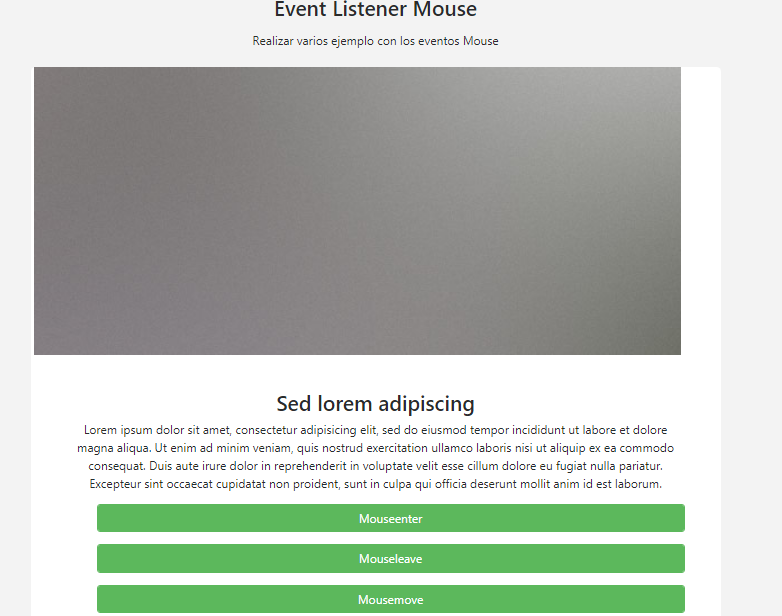 Event Listener Mouse
Realizar varios ejemplo con los eventos Mouse
Sed lorem adipiscing
Lorem ipsum dolor sit amet, consectetur adipisicing elit, sed do eiusmod tempor incididunt ut labore et dolore
magna aliqua. Ut enim ad minim veniam, quis nostrud exercitation ullamco laboris nisi ut aliquip ex ea commodo
consequat. Duis aute irure dolor in reprehenderit in voluptate velit esse cillum dolore eu fugiat nulla pariatur.
Excepteur sint occaecat cupidatat non proident, sunt in culpa qui officia deserunt mollit anim id est laborum.
Mouseenter
Mouseleave
Mousemove